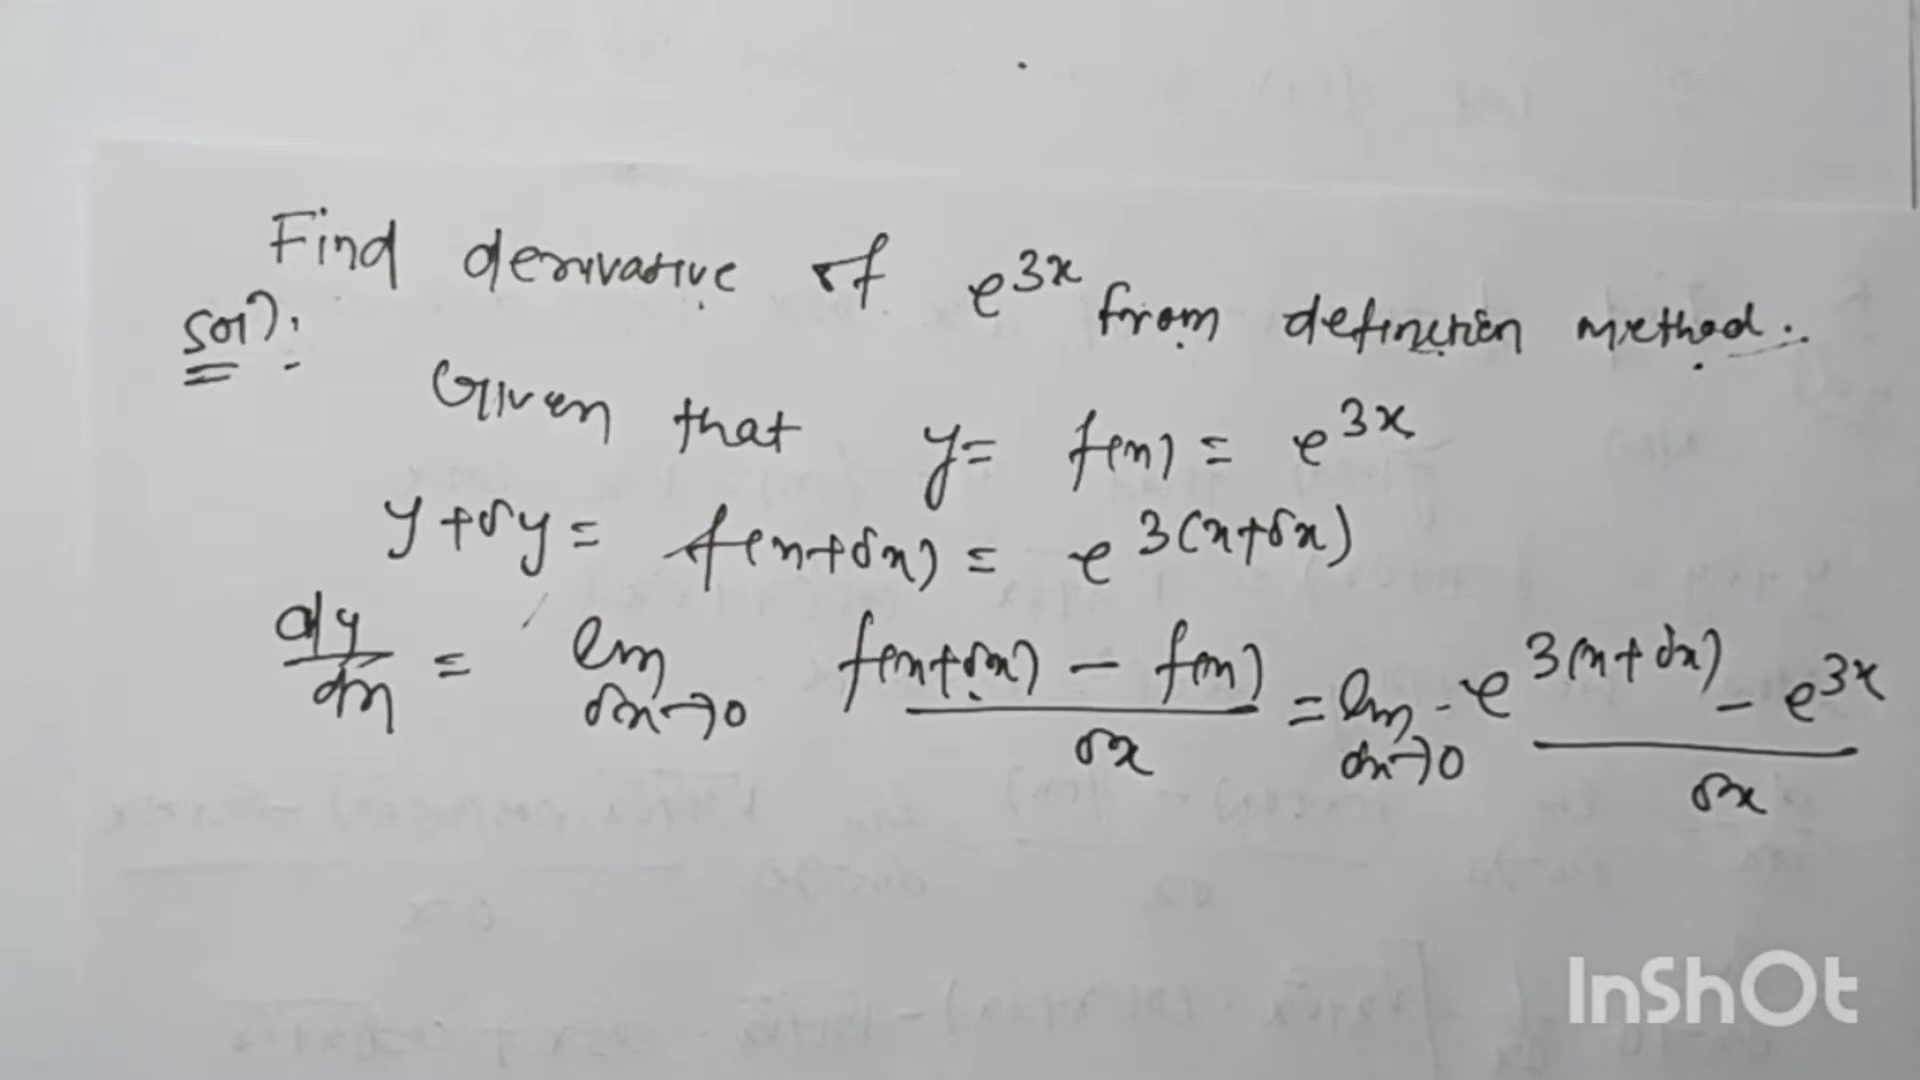 Find derivative of e^{3x} from definition method.
Sol^n:
Given that y = f(x) = e^{3x}
y + δy = f(x+δx) = e^{3(x+δx)}
dy/dx = lim δx→0 f(x+δx) - f(x) / δx = lim δx→0 e^{3(x+δx)} - e^{3x} / δx
InShOt